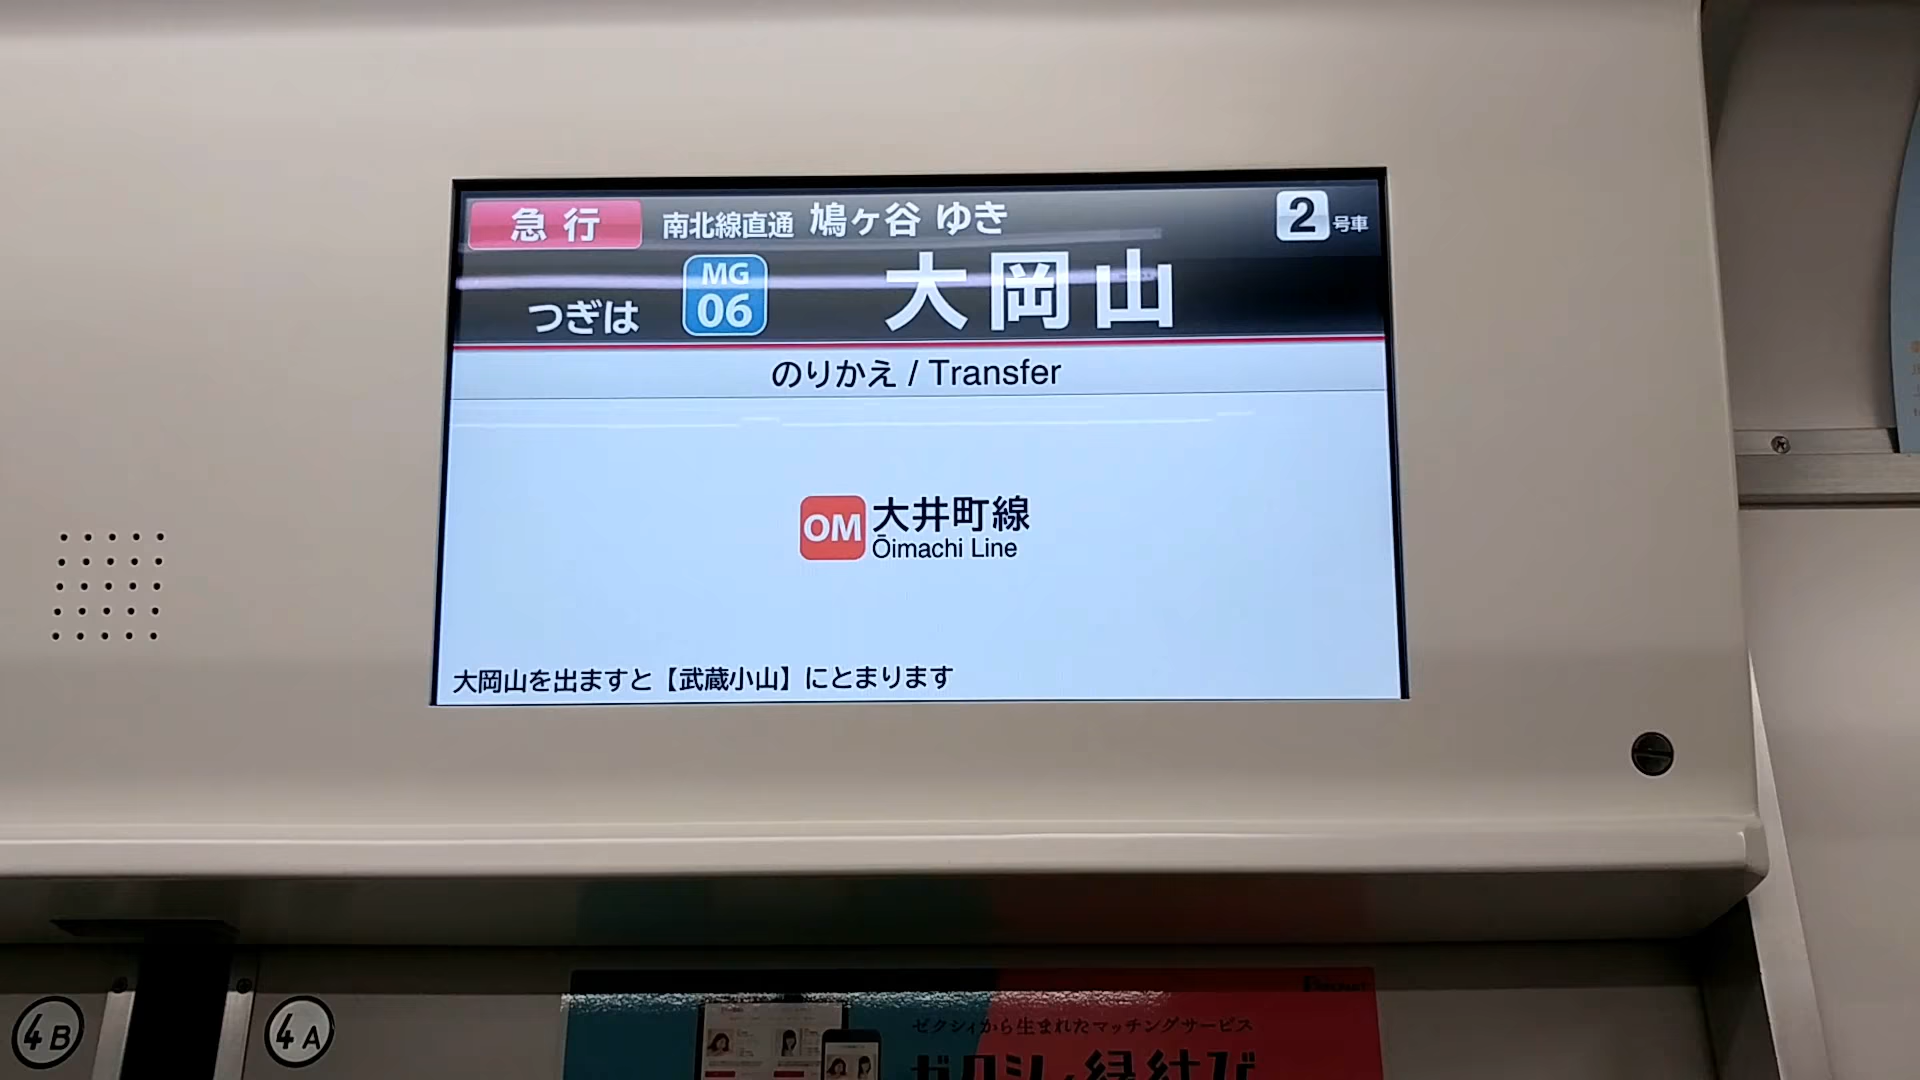 急行 南北線直通 鳩ヶ谷 ゆき 2号車
つぎは MG 06 大岡山
のりかえ / Transfer
OM 大井町線
Ōimachi Line
大岡山を出ますと【武蔵小山】にとまります
4B 4A
ゼクシィから生まれたマッチングサービス
ゼクシィ縁結び